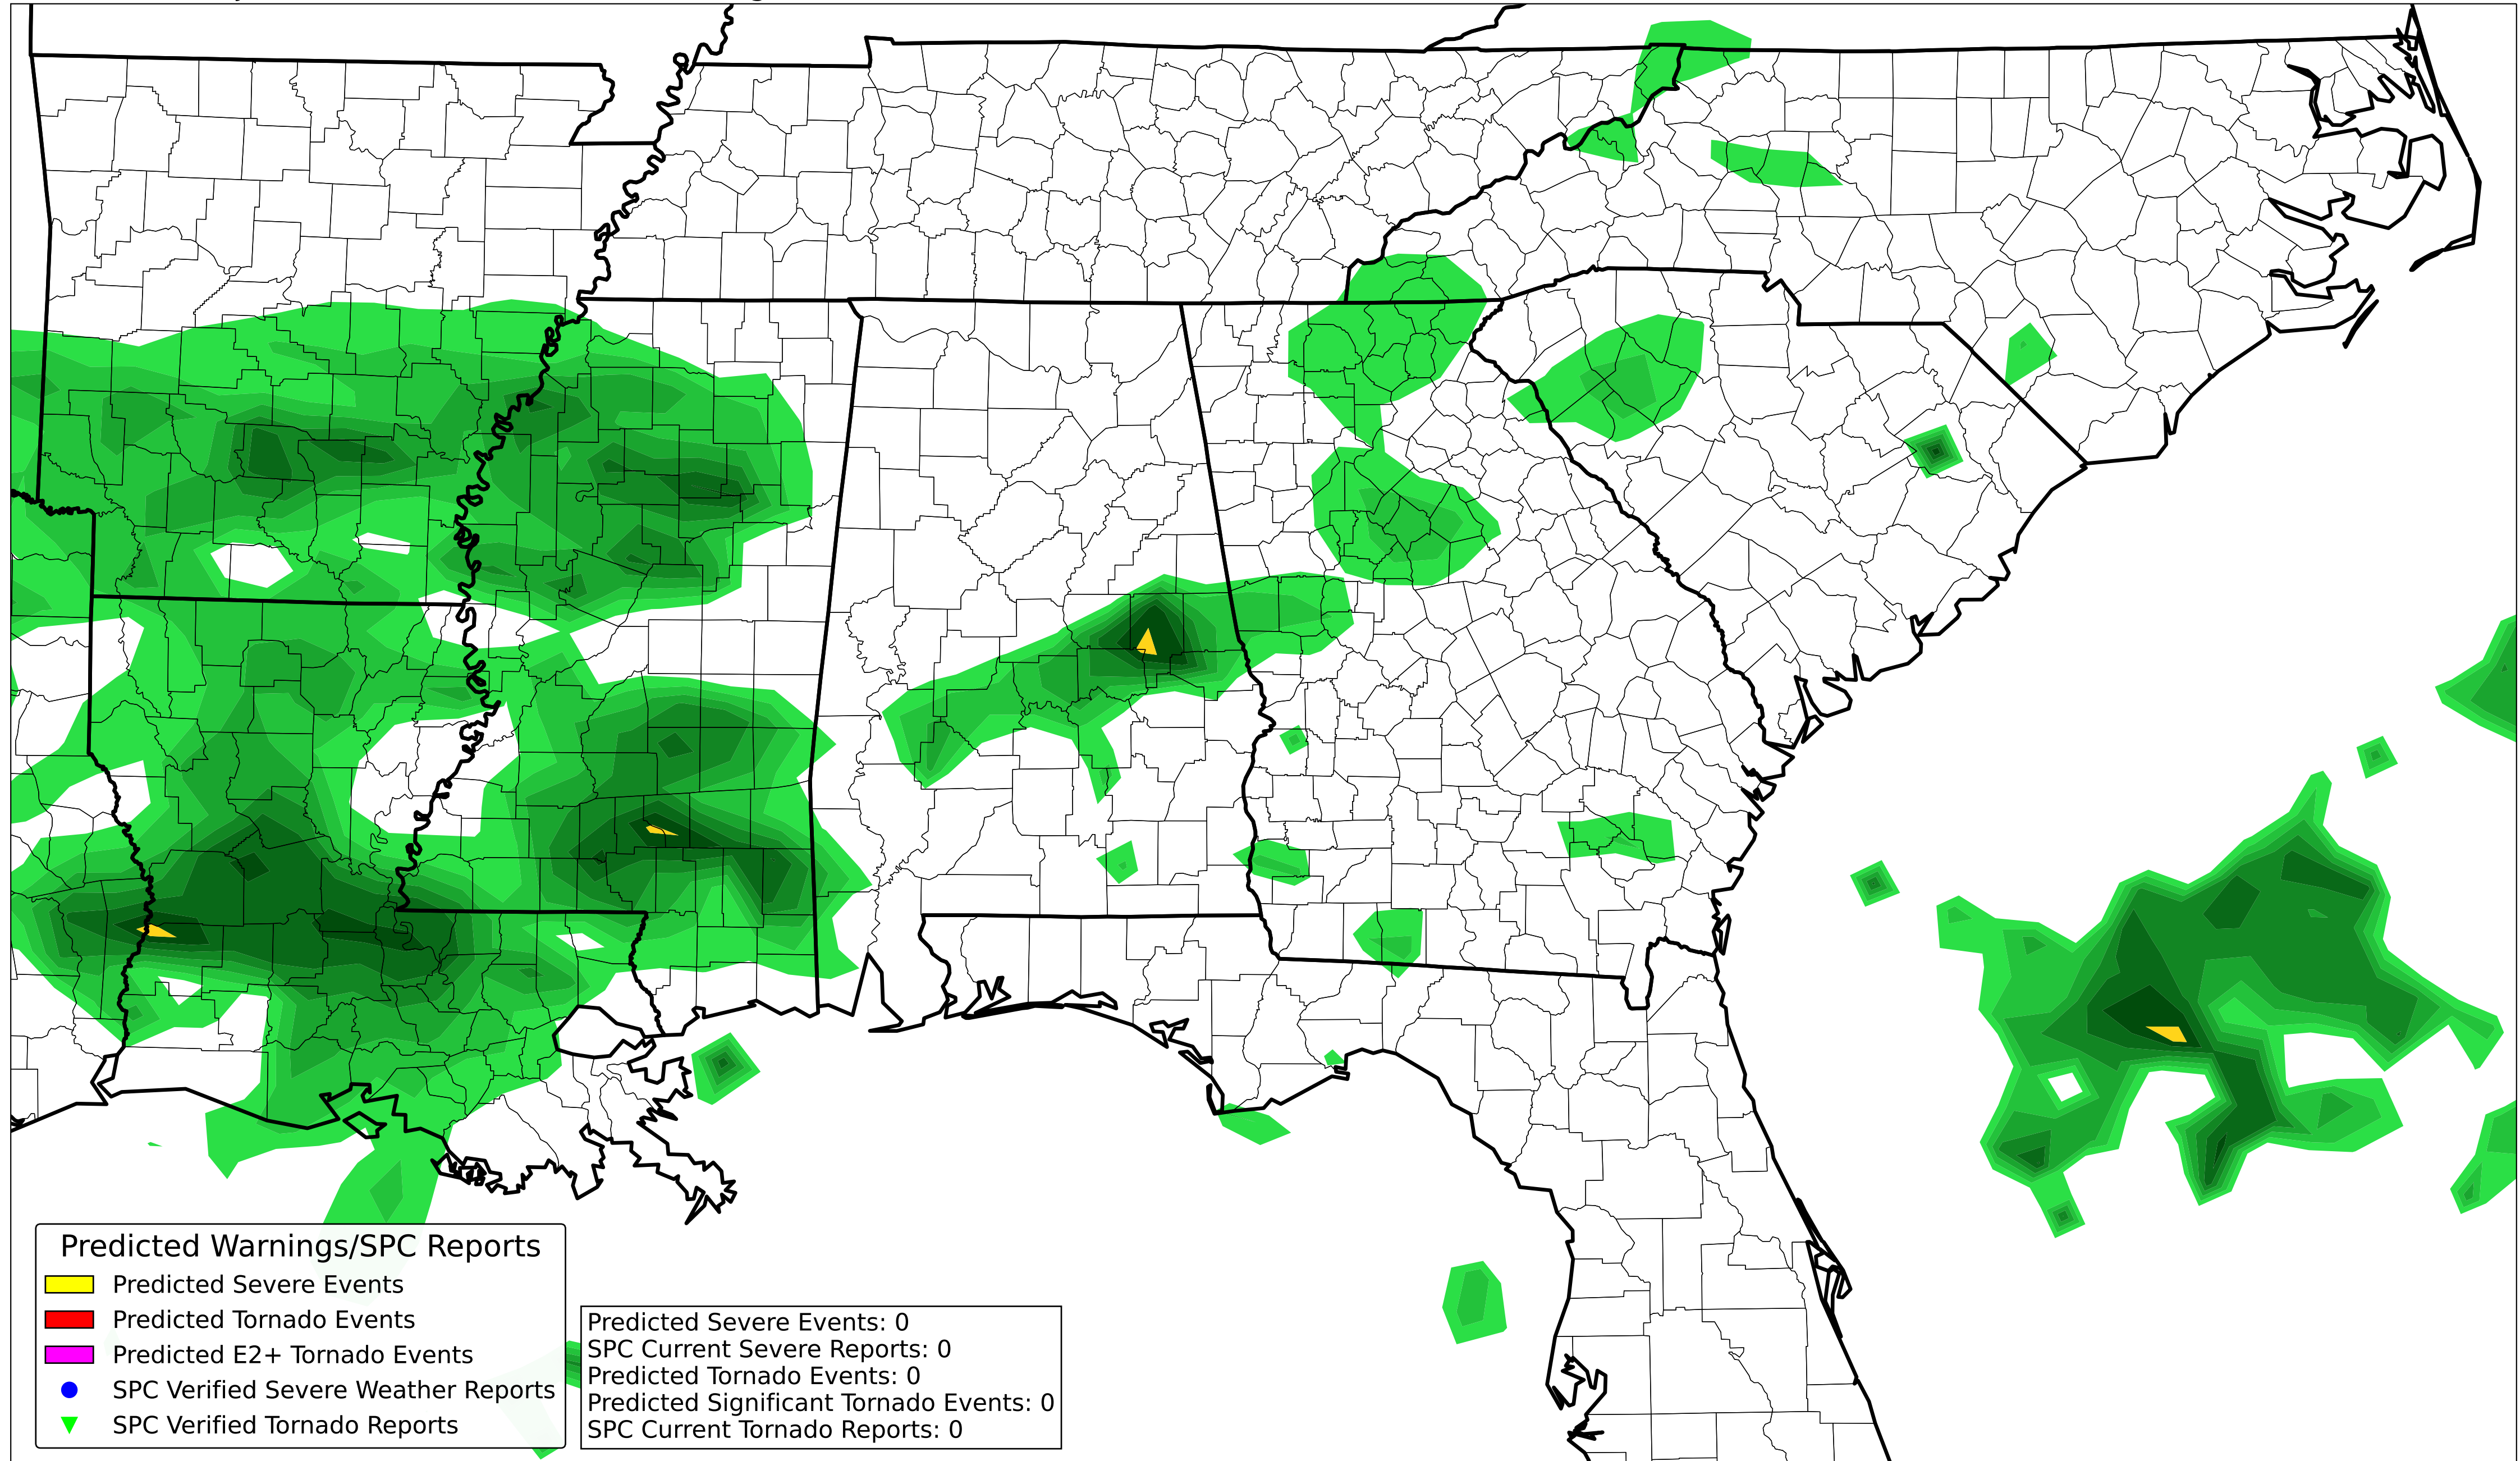 Predicted Warnings/SPC Reports
Predicted Severe Events
Predicted Tornado Events
Predicted E2+ Tornado Events
SPC Verified Severe Weather Reports
SPC Verified Tornado Reports
Predicted Severe Events: 0
SPC Current Severe Reports: 0
Predicted Tornado Events: 0
Predicted Significant Tornado Events: 0
SPC Current Tornado Reports: 0